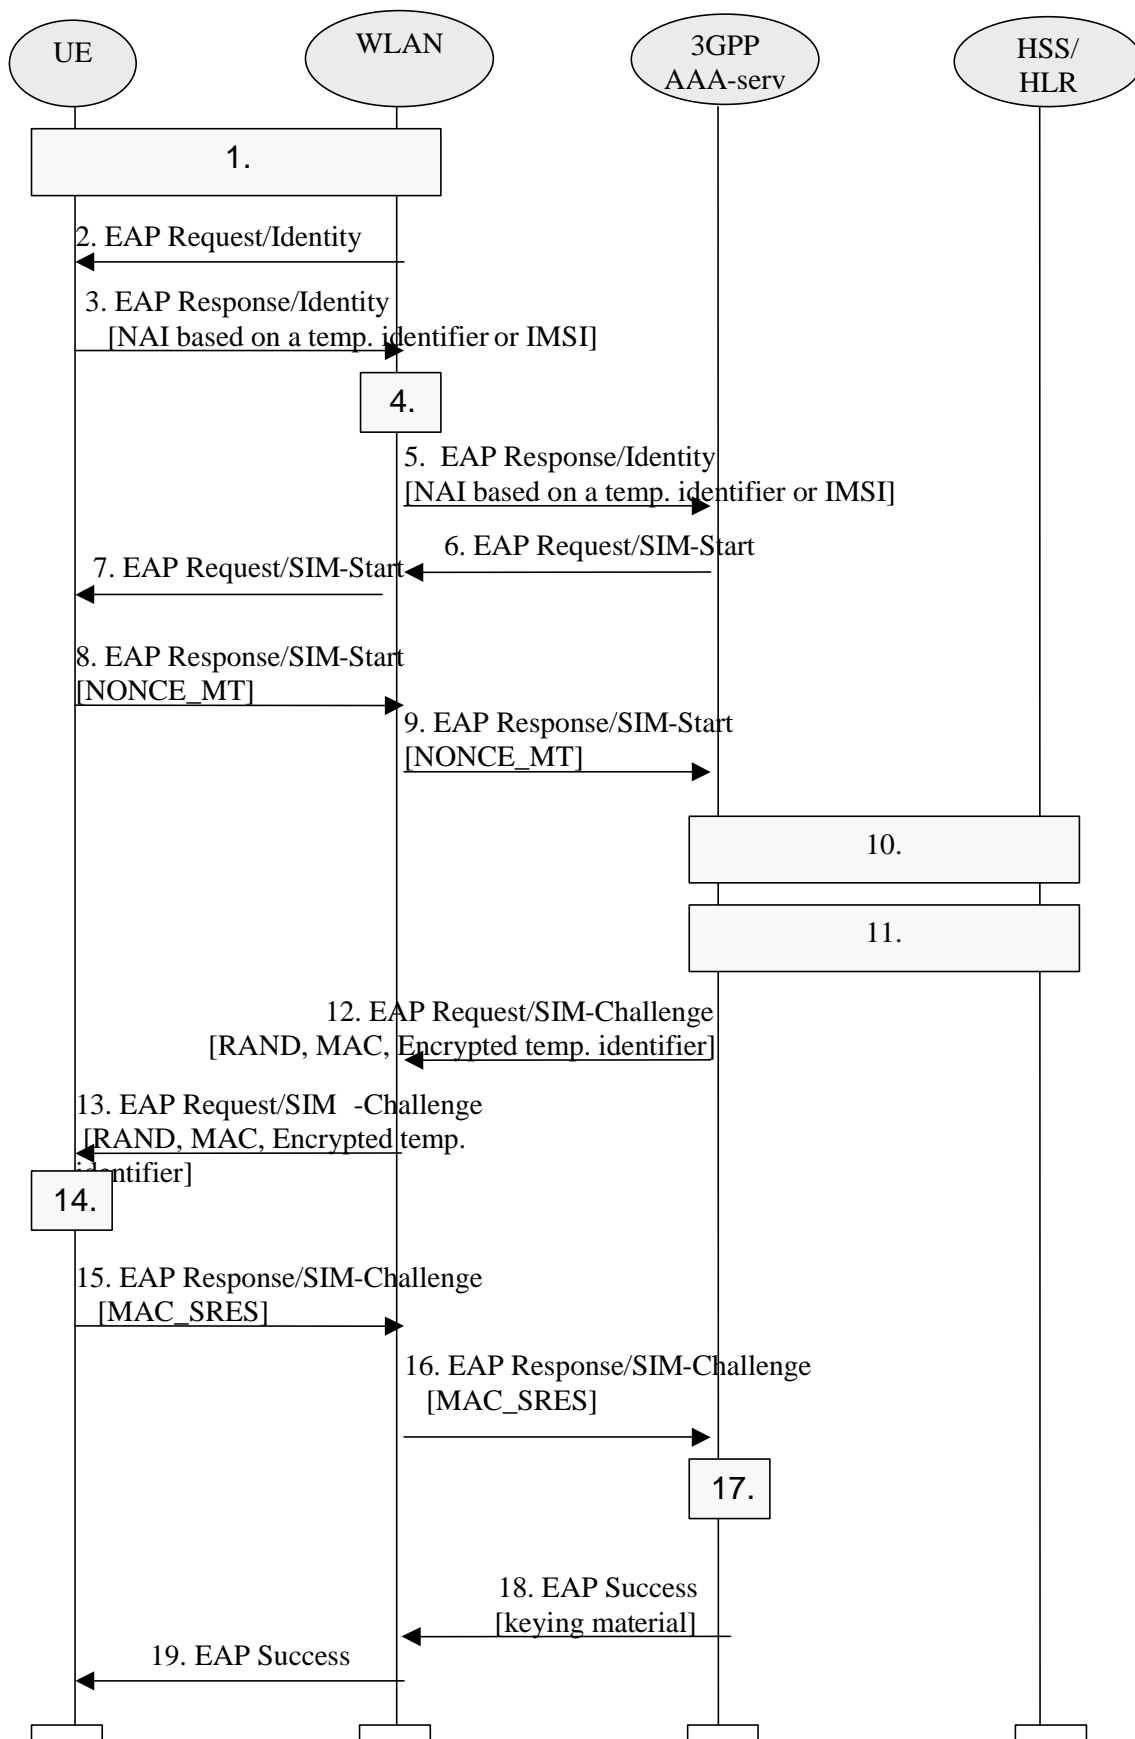 UE
WLAN
3GPP
AAA-serv
HSS/
HLR
1.
2. EAP Request/Identity
3. EAP Response/Identity
[NAI based on a temp. identifier or IMSI]
4.
5. EAP Response/Identity
[NAI based on a temp. identifier or IMSI]
6. EAP Request/SIM-Start
7. EAP Request/SIM-Start
8. EAP Response/SIM-Start
[NONCE_MT]
9. EAP Response/SIM-Start
[NONCE_MT]
10.
11.
12. EAP Request/SIM-Challenge
[RAND, MAC, Encrypted temp. identifier]
13. EAP Request/SIM -Challenge
[RAND, MAC, Encrypted temp.
identifier]
14.
15. EAP Response/SIM-Challenge
[MAC_SRES]
16. EAP Response/SIM-Challenge
[MAC_SRES]
17.
18. EAP Success
[keying material]
19. EAP Success